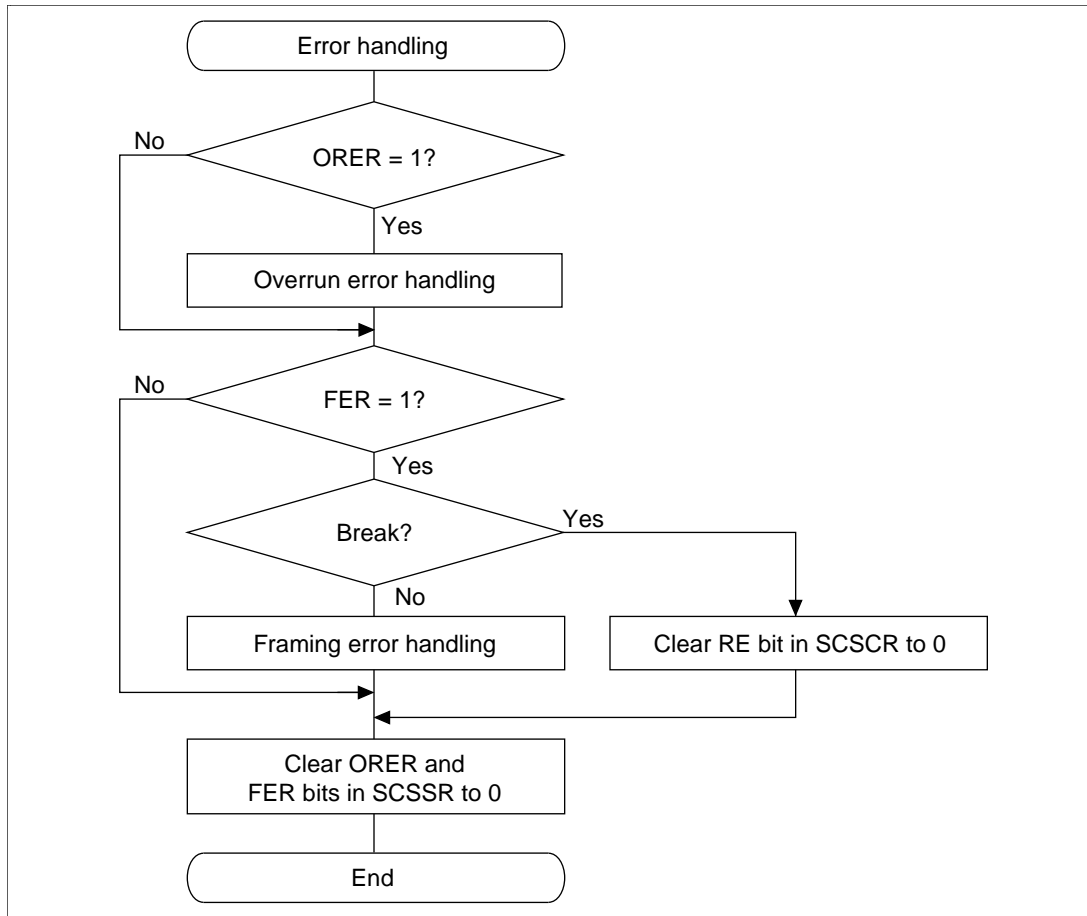 Error handling
No
ORER = 1?
Yes
Overrun error handling
No
FER = 1?
Yes
Break?
Yes
No
Framing error handling
Clear RE bit in SCSCR to 0
Clear ORER and
FER bits in SCSSR to 0
End